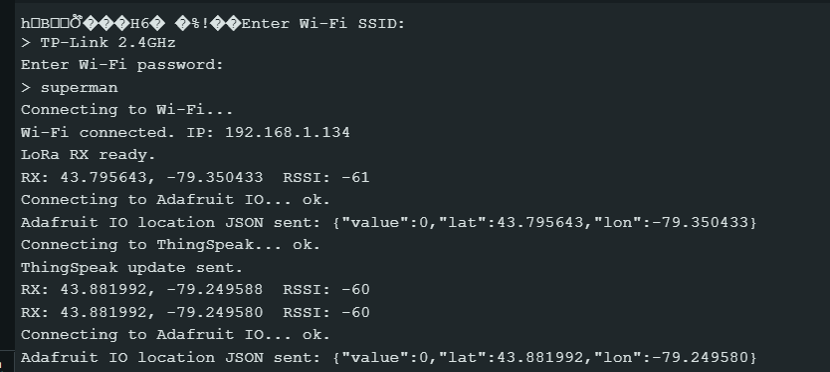 Enter Wi-Fi SSID:
> TP-Link 2.4GHz
Enter Wi-Fi password:
> superman
Connecting to Wi-Fi...
Wi-Fi connected. IP: 192.168.1.134
LoRa RX ready.
RX: 43.795643, -79.350433  RSSI: -61
Connecting to Adafruit IO... ok.
Adafruit IO location JSON sent: {"value":0,"lat":43.795643,"lon":-79.350433}
Connecting to ThingSpeak... ok.
ThingSpeak update sent.
RX: 43.881992, -79.249588  RSSI: -60
RX: 43.881992, -79.249580  RSSI: -60
Connecting to Adafruit IO... ok.
Adafruit IO location JSON sent: {"value":0,"lat":43.881992,"lon":-79.249580}